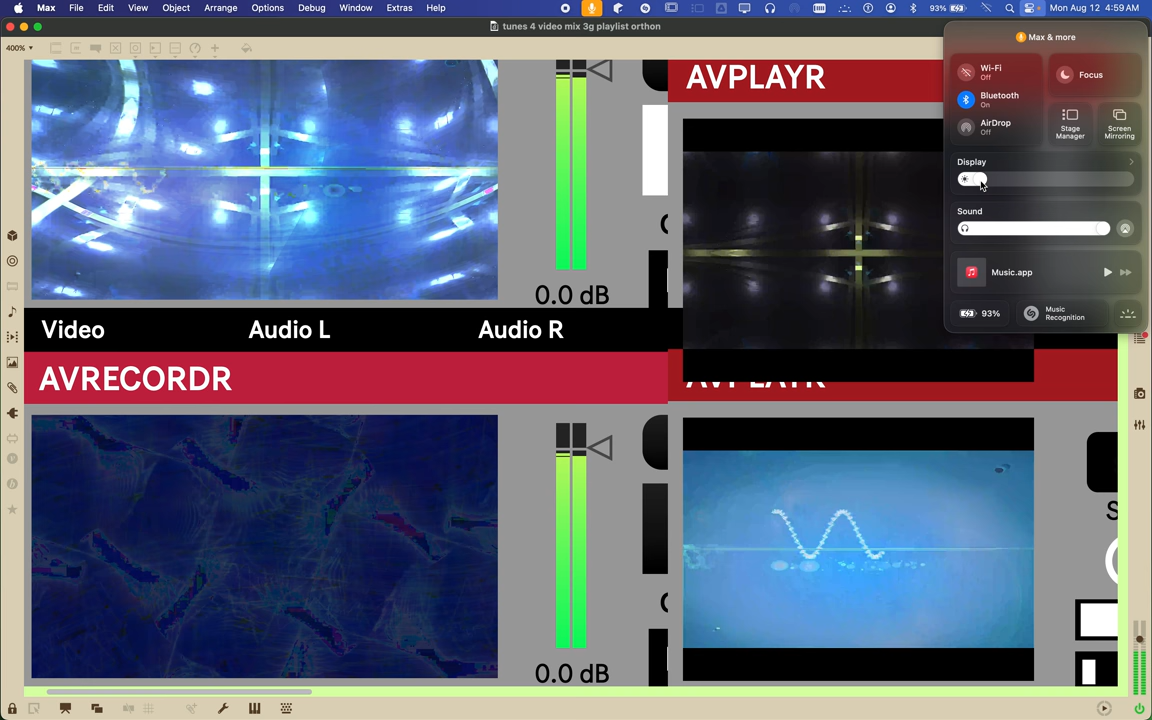 Max File Edit View Object Arrange Options Debug Window Extras Help 93% Mon Aug 12 4:59 AM
tunes 4 video mix 3g playlist orthon
400%
Max & more
Wi-Fi
Off
Focus
Bluetooth
On
AirDrop
Off
Stage
Manager
Screen
Mirroring
Display
Sound
Music.app
93%
Music
Recognition
AVPLAYR
0.0 dB
Video Audio L Audio R
AVRECORDR
AVPLAYR
0.0 dB